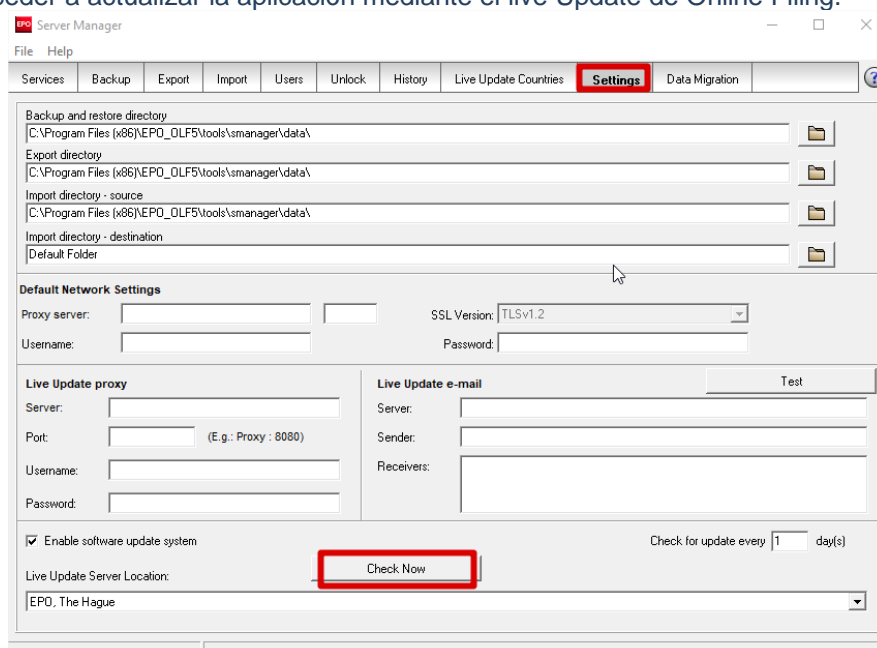 ceder a actualizar la aplicación mediante el live Update de Online Filing.
EPO Server Manager
File Help
Services Backup Export Import Users Unlock History Live Update Countries Settings Data Migration ?
Backup and restore directory
C:\Program Files (x86)\EPO_OLF5\tools\smanager\data\
Export directory
C:\Program Files (x86)\EPO_OLF5\tools\smanager\data\
Import directory - source
C:\Program Files (x86)\EPO_OLF5\tools\smanager\data\
Import directory - destination
Default Folder
Default Network Settings
Proxy server: SSL Version: TLSv1.2
Username: Password:
Live Update proxy Live Update e-mail Test
Server: Server:
Port: (E.g.: Proxy : 8080) Sender:
Username: Receivers:
Password:
Enable software update system Check for update every 1 day(s)
Check Now
Live Update Server Location:
EPO, The Hague